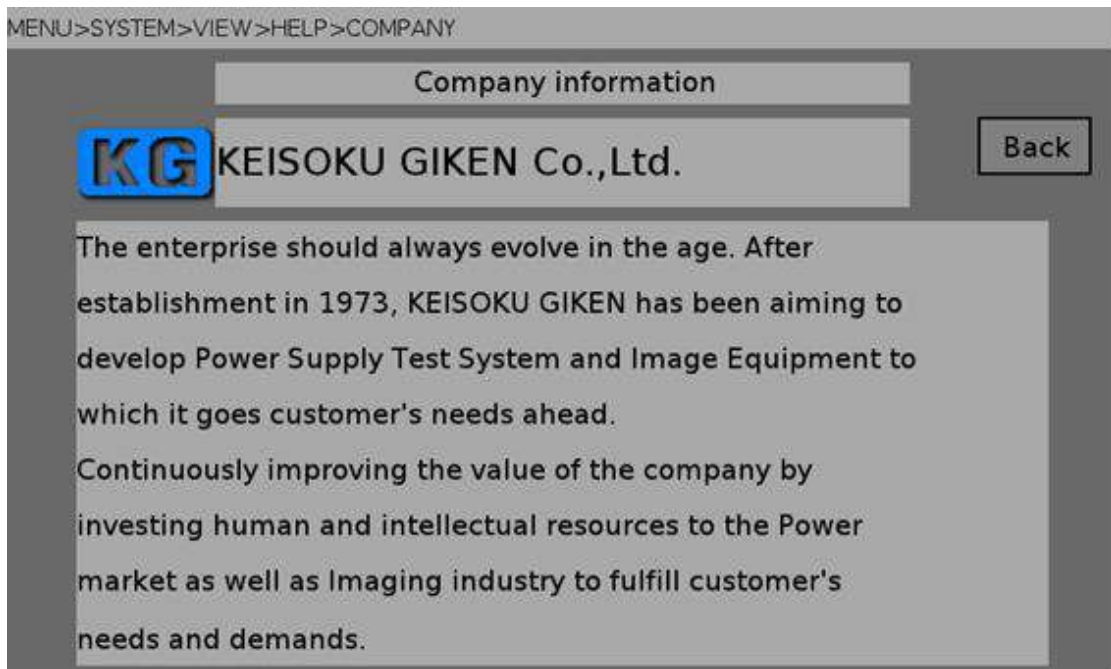 MENU>SYSTEM>VIEW>HELP>COMPANY
Company information
KG
KEISOKU GIKEN Co.,Ltd.
Back
The enterprise should always evolve in the age. After
establishment in 1973, KEISOKU GIKEN has been aiming to
develop Power Supply Test System and Image Equipment to
which it goes customer's needs ahead.
Continuously improving the value of the company by
investing human and intellectual resources to the Power
market as well as Imaging industry to fulfill customer's
needs and demands.